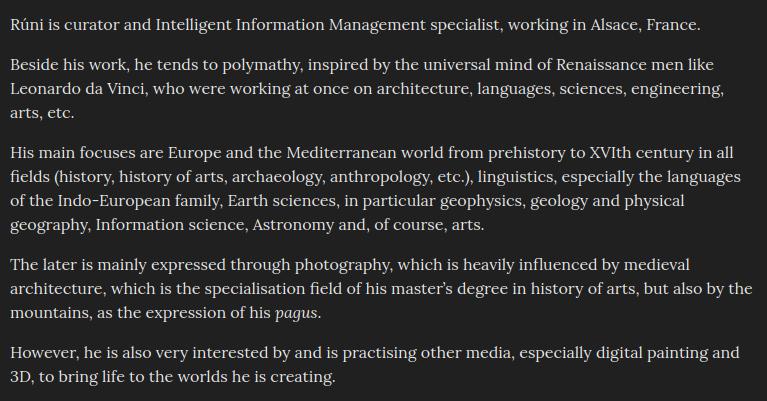 Rúni is curator and Intelligent Information Management specialist, working in Alsace, France.
Beside his work, he tends to polymathy, inspired by the universal mind of Renaissance men like
Leonardo da Vinci, who were working at once on architecture, languages, sciences, engineering,
arts, etc.
His main focuses are Europe and the Mediterranean world from prehistory to XVIth century in all
fields (history, history of arts, archaeology, anthropology, etc.), linguistics, especially the languages
of the Indo-European family, Earth sciences, in particular geophysics, geology and physical
geography, Information science, Astronomy and, of course, arts.
The later is mainly expressed through photography, which is heavily influenced by medieval
architecture, which is the specialisation field of his master’s degree in history of arts, but also by the
mountains, as the expression of his pagus.
However, he is also very interested by and is practising other media, especially digital painting and
3D, to bring life to the worlds he is creating.